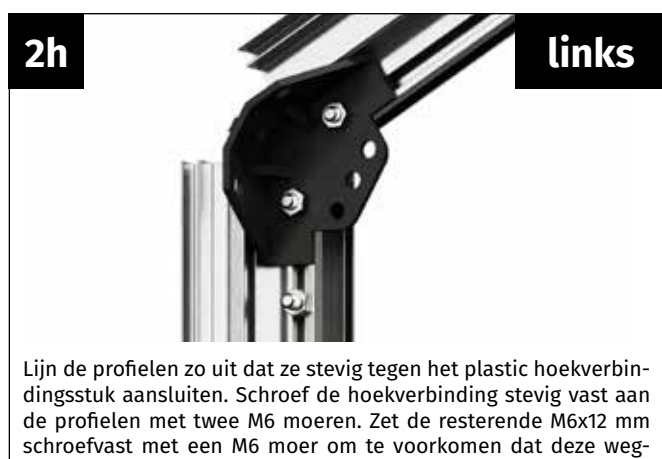 2h
links
Lijn de profielen zo uit dat ze stevig tegen het plastic hoekverbin-
dingsstuk aansluiten. Schroef de hoekverbinding stevig vast aan
de profielen met twee M6 moeren. Zet de resterende M6x12 mm
schroefvast met een M6 moer om te voorkomen dat deze weg-